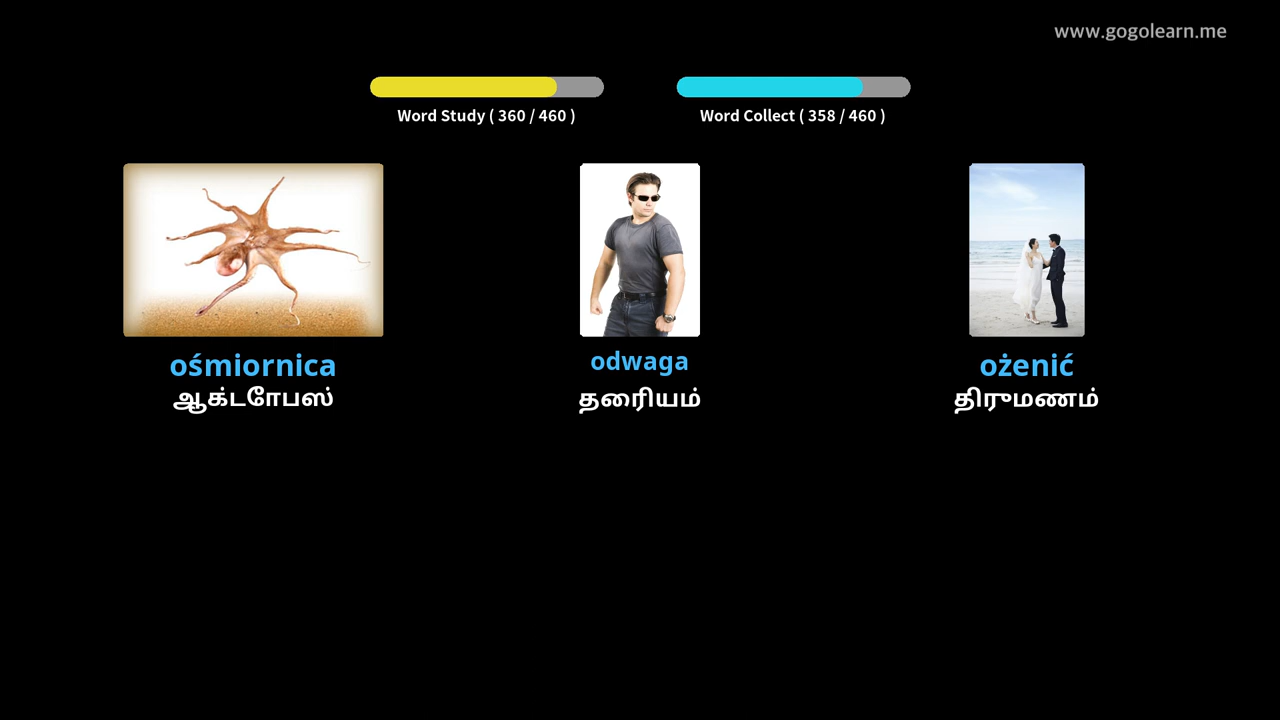 www.gogolearn.me
Word Study ( 360 / 460 )
Word Collect ( 358 / 460 )
ośmiornica
odwaga
ożenić
ஆக்டோபஸ்
தைரியம்
திருமணம்